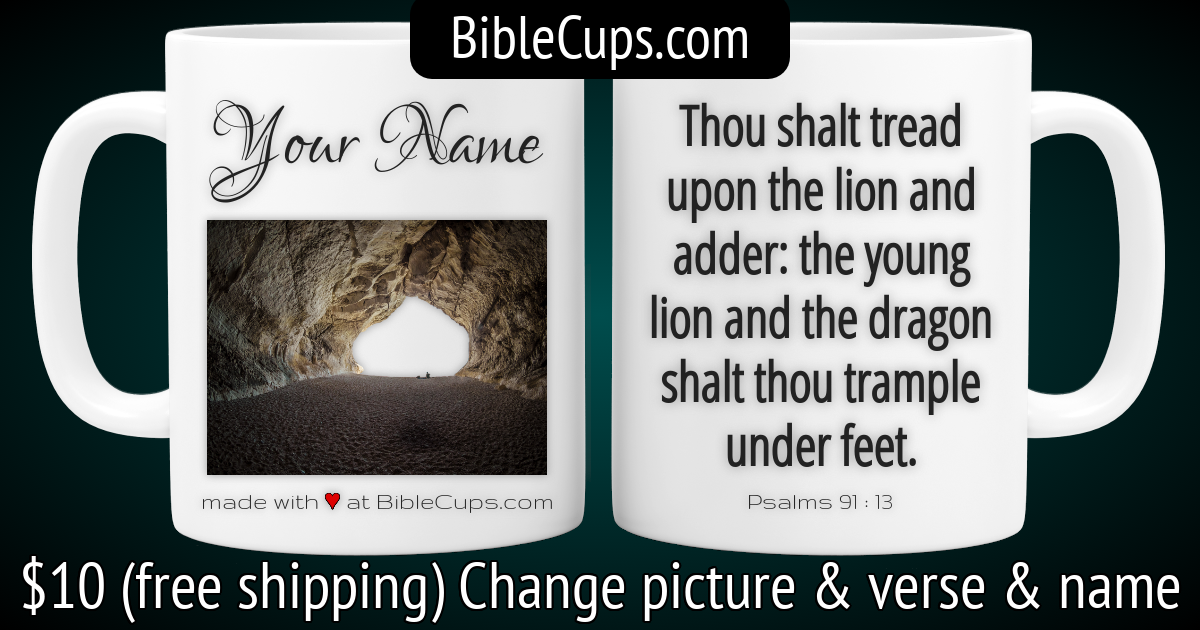 BibleCups.com
Your Name
made with ♥ at BibleCups.com
Thou shalt tread
upon the lion and
adder: the young
lion and the dragon
shalt thou trample
under feet.
Psalms 91 : 13
$10 (free shipping) Change picture & verse & name